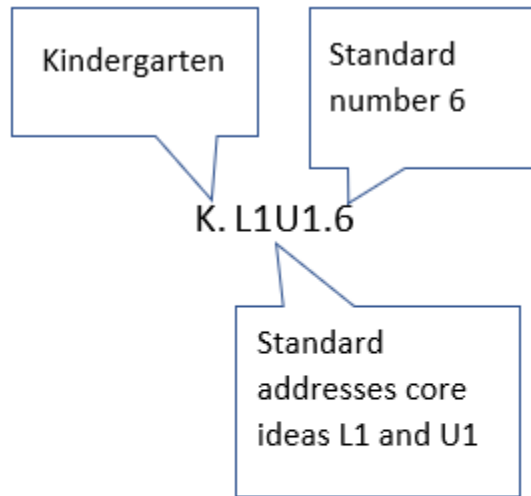 Kindergarten
Standard
number 6
K. L1U1.6
Standard
addresses core
ideas L1 and U1